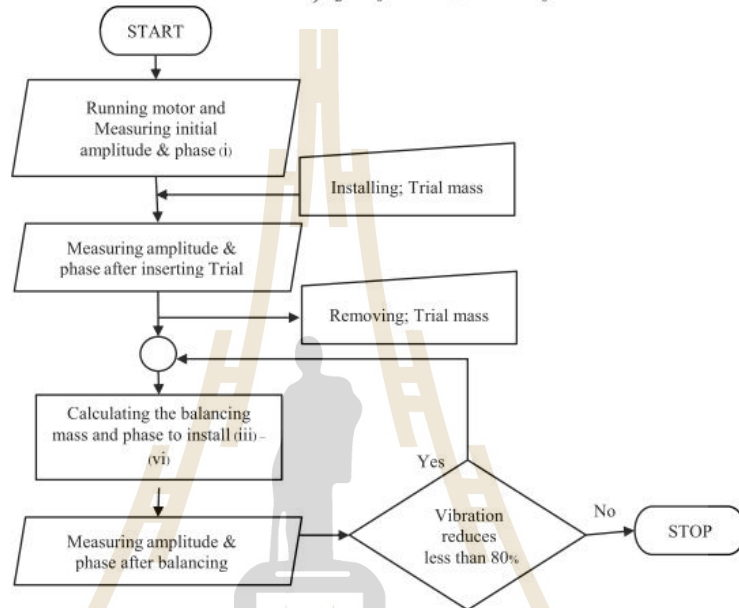 START
Running motor and
Measuring initial
amplitude & phase (i)
Installing; Trial mass
Measuring amplitude &
phase after inserting Trial
Removing; Trial mass
Calculating the balancing
mass and phase to install (iii) –
(vi)
Yes
Measuring amplitude &
phase after balancing
Vibration
reduces
less than 80%
No
STOP